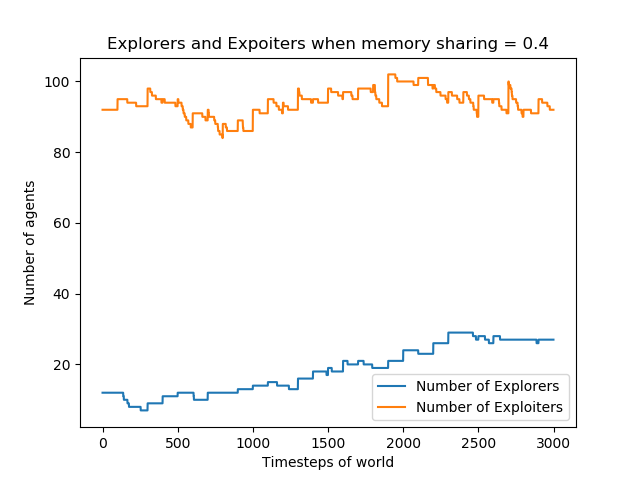 Explorers and Expoiters when memory sharing = 0.4
Number of agents
100
80
60
40
20
0
500
1000
1500
2000
2500
3000
Timesteps of world
Number of Explorers
Number of Exploiters